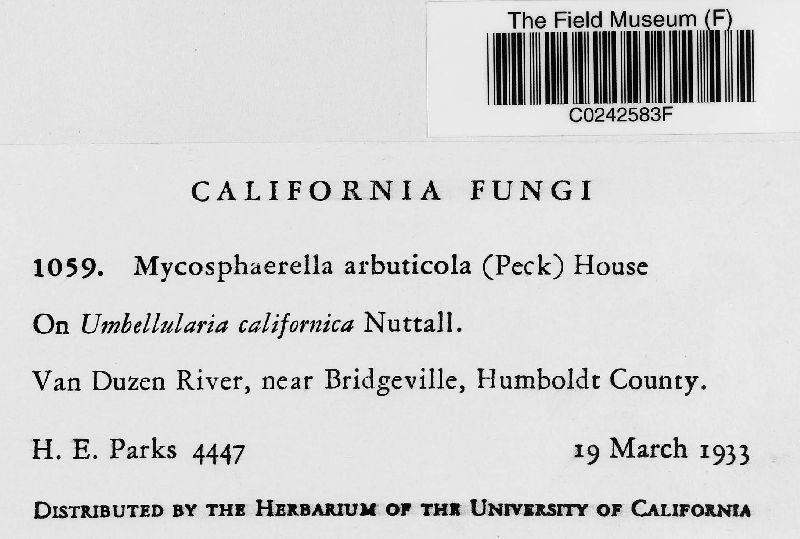 The Field Museum (F)
C0242583F
CALIFORNIA FUNGI
1059. Mycosphaerella arbuticola (Peck) House
On Umbellularia californica Nuttall.
Van Duzen River, near Bridgeville, Humboldt County.
H. E. Parks 4447 19 March 1933
DISTRIBUTED BY THE HERBARIUM OF THE UNIVERSITY OF CALIFORNIA